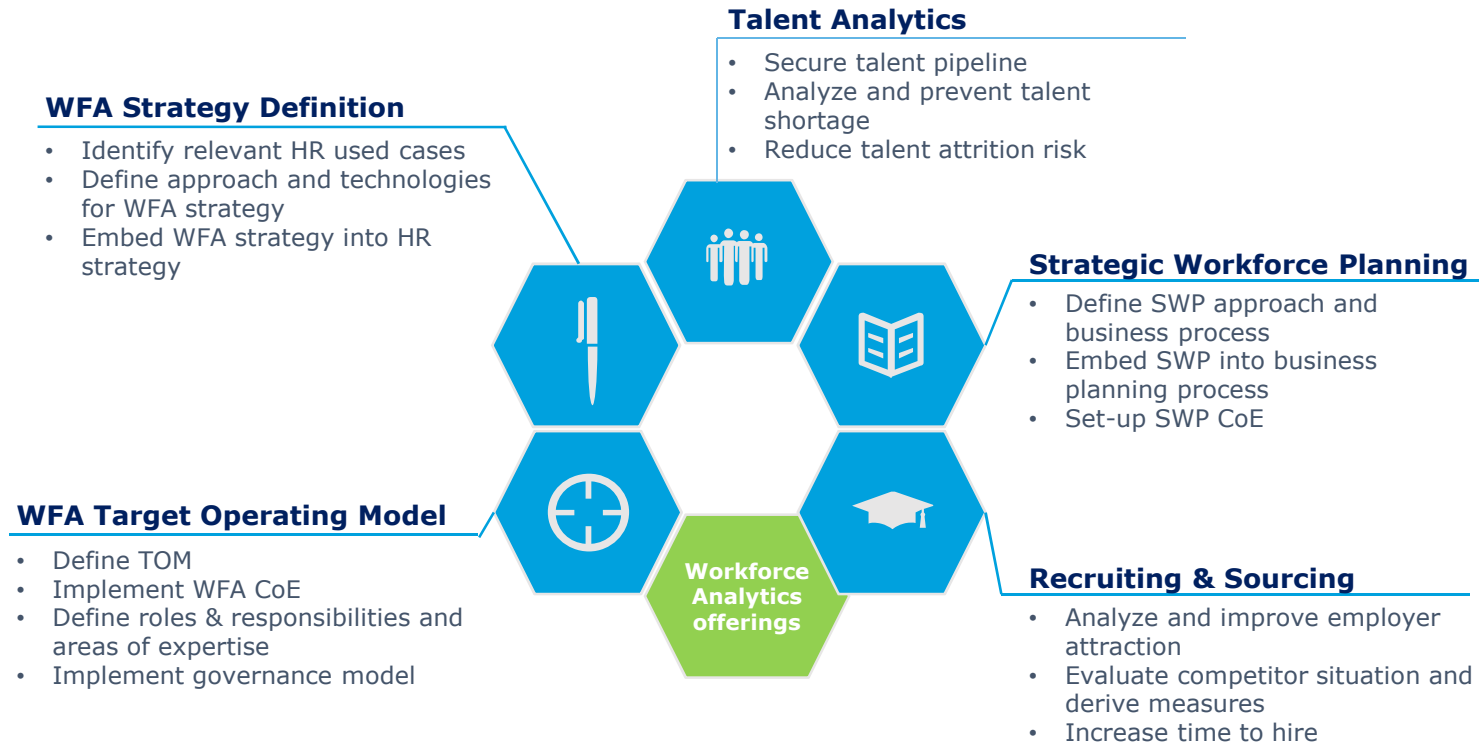 Talent Analytics
• Secure talent pipeline
• Analyze and prevent talent
shortage
• Reduce talent attrition risk
WFA Strategy Definition
• Identify relevant HR used cases
• Define approach and technologies
for WFA strategy
• Embed WFA strategy into HR
strategy
Strategic Workforce Planning
• Define SWP approach and
business process
• Embed SWP into business
planning process
• Set-up SWP CoE
WFA Target Operating Model
• Define TOM
• Implement WFA CoE
• Define roles & responsibilities and
areas of expertise
• Implement governance model
Workforce
Analytics
offerings
Recruiting & Sourcing
• Analyze and improve employer
attraction
• Evaluate competitor situation and
derive measures
• Increase time to hire